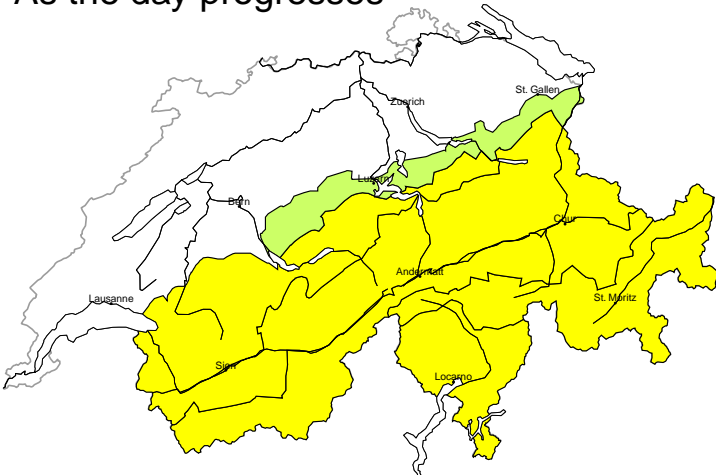 As the day progresses
St. Gallen
Zuerich
Luzern
Bern
Chur
Andermatt
Lausanne
St. Moritz
Sion
Locarno